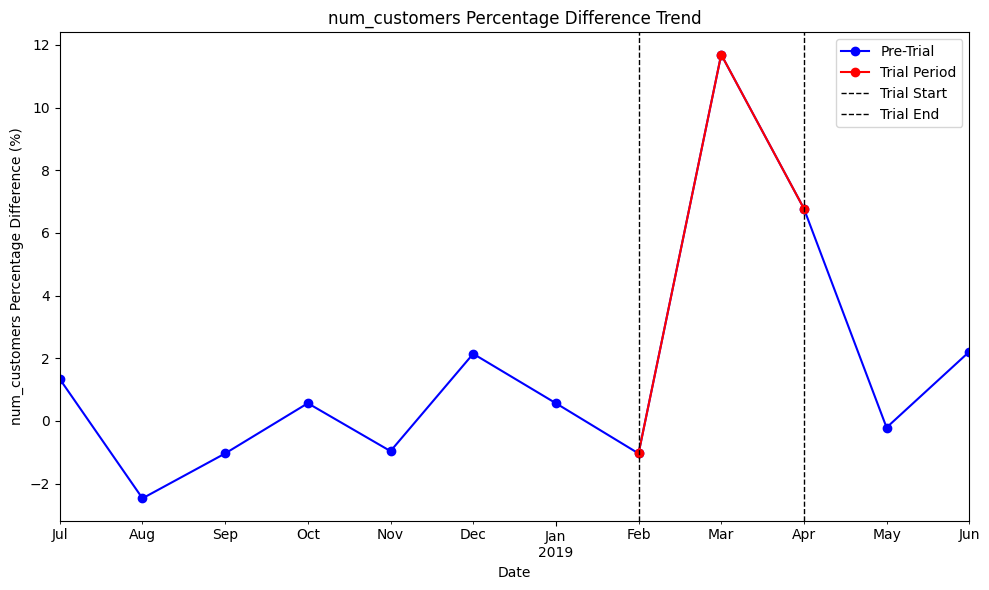 num_customers Percentage Difference Trend
num_customers Percentage Difference (%)
12
10
8
6
4
2
0
−2
Pre-Trial
Trial Period
Trial Start
Trial End
Jul Aug Sep Oct Nov Dec Jan Feb Mar Apr May Jun
2019
Date